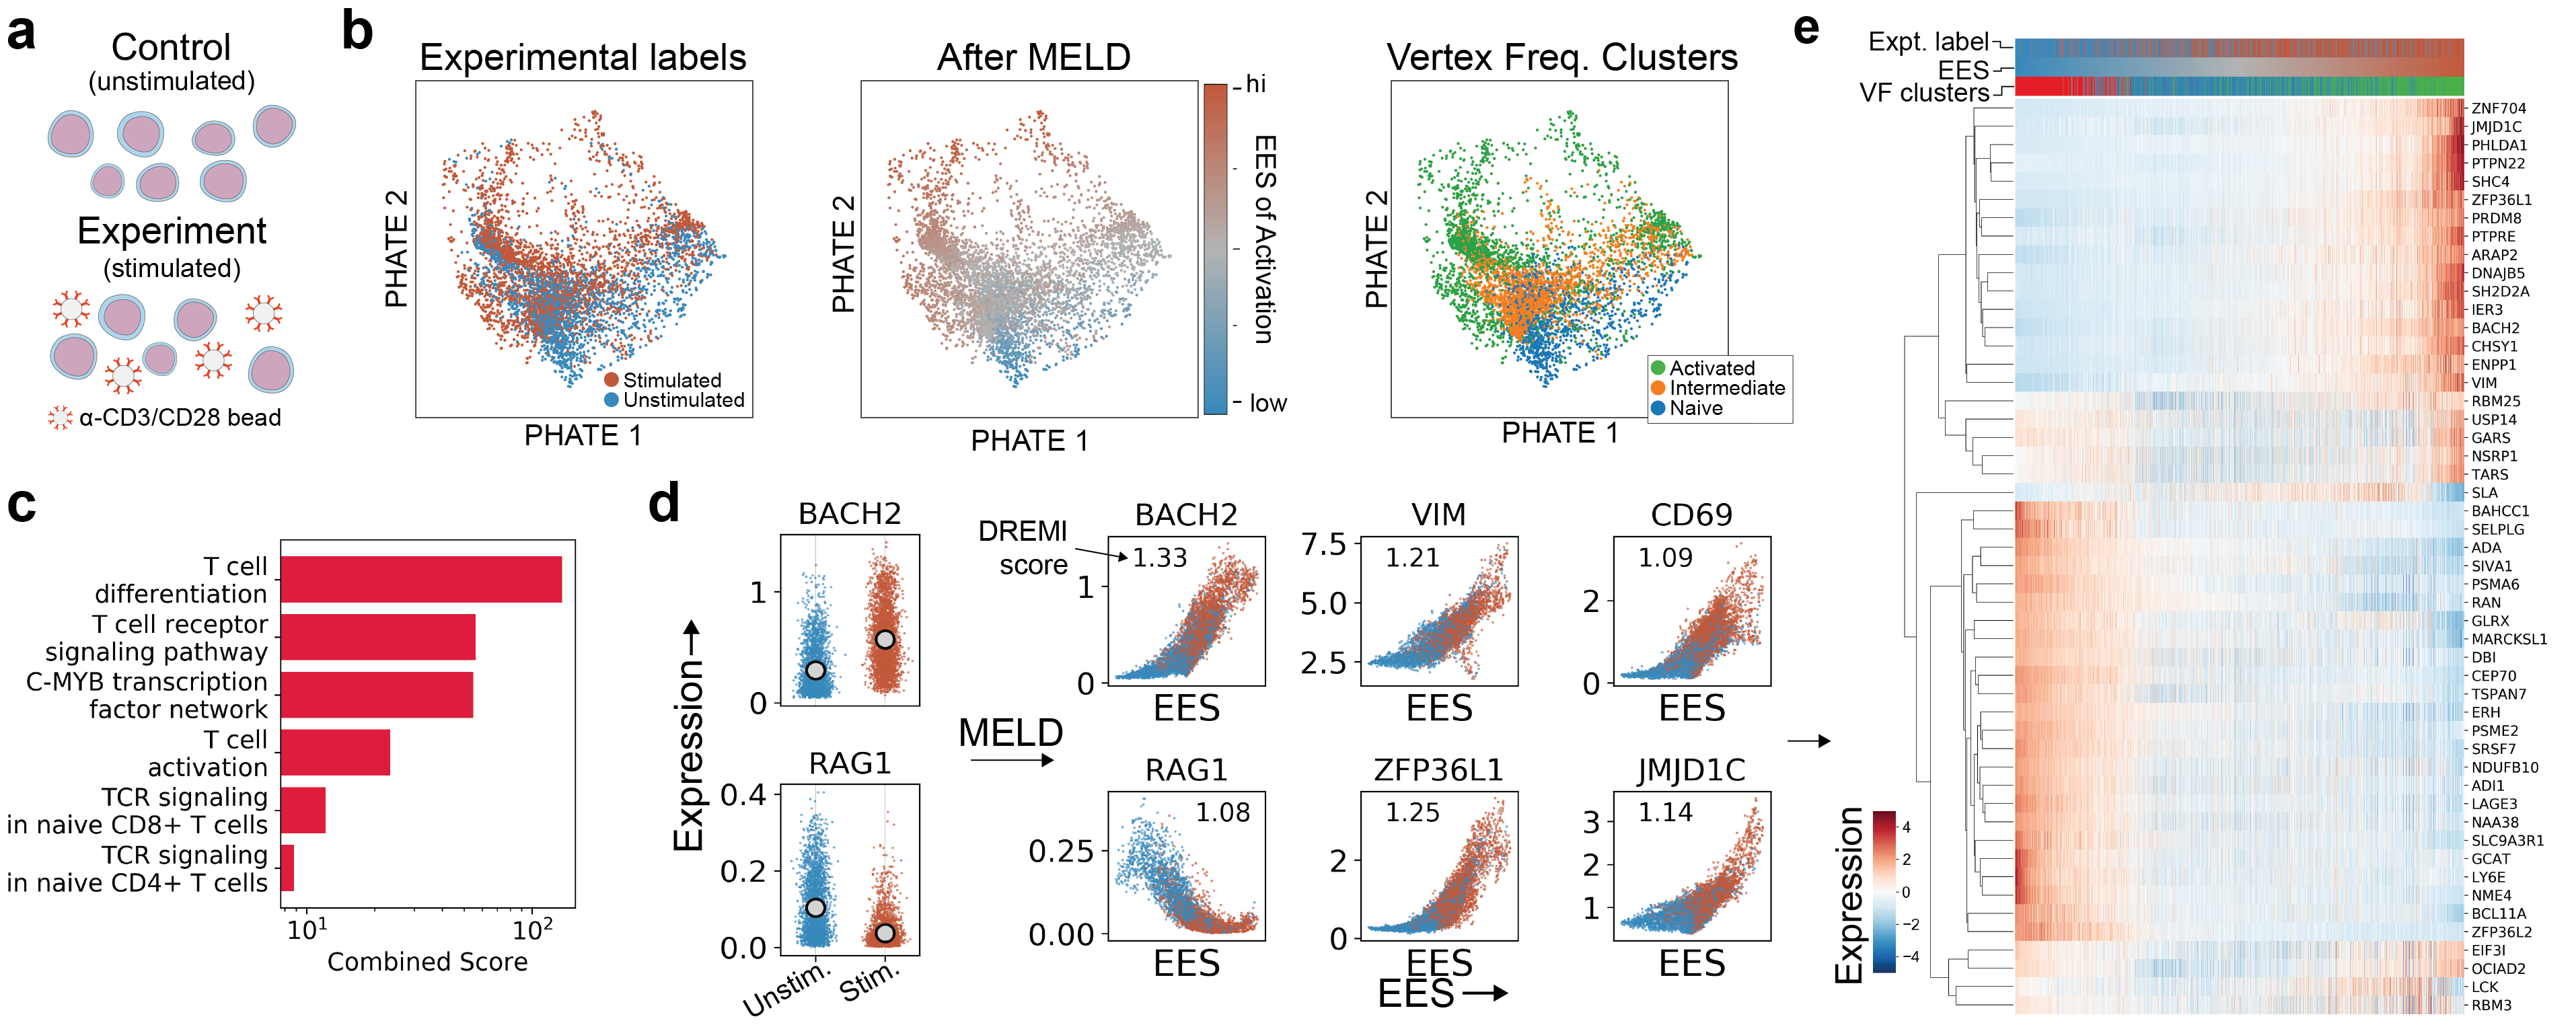 a
Control
(unstimulated)
Experiment
(stimulated)
α-CD3/CD28 bead
b
Experimental labels
PHATE 2
PHATE 1
Stimulated
Unstimulated
After MELD
PHATE 2
PHATE 1
hi
EES of Activation
low
Vertex Freq. Clusters
PHATE 2
PHATE 1
Activated
Intermediate
Naive
c
T cell
differentiation
T cell receptor
signaling pathway
C-MYB transcription
factor network
T cell
activation
TCR signaling
in naive CD8+ T cells
TCR signaling
in naive CD4+ T cells
10¹
10²
Combined Score
d
Expression
BACH2
1
0
RAG1
0.4
0.2
0.0
Unstim.
Stim.
MELD
DREMI
score
BACH2
1.33
1
0
EES
VIM
1.21
7.5
5.0
2.5
EES
CD69
1.09
2
0
EES
RAG1
1.08
0.25
0.00
EES
ZFP36L1
1.25
2
0
EES
JMJD1C
1.14
3
2
1
EES
EES
e
Expt. label
EES
VF clusters
ZNF704
JMJD1C
PHLDA1
PTPN22
SHC4
ZFP36L1
PRDM8
PTPRE
ARAP2
DNAJB5
SH2D2A
IER3
BACH2
CHSY1
ENPP1
VIM
RBM25
USP14
GARS
NSRP1
TARS
SLA
BAHCC1
SELPLG
ADA
SIVA1
PSMA6
RAN
GLRX
MARCKSL1
DBI
CEP70
TSPAN7
ERH
PSME2
SRSF7
NDUFB10
ADI1
LAGE3
NAA38
SLC9A3R1
GCAT
LY6E
NME4
BCL11A
ZFP36L2
EIF3I
OCIAD2
LCK
RBM3
Expression
4
2
0
−2
−4